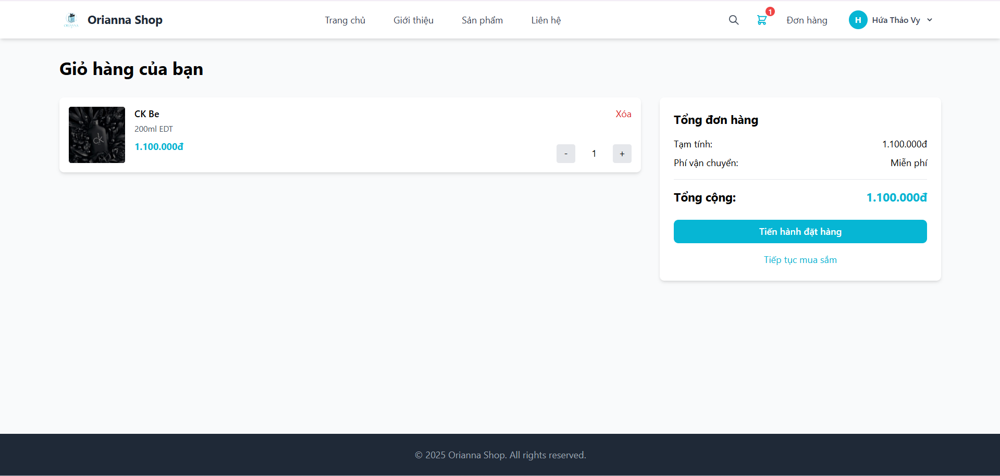 ORIANNA
Orianna Shop
Trang chủ
Giới thiệu
Sản phẩm
Liên hệ
1
Đơn hàng
H
Hứa Thảo Vy
Giỏ hàng của bạn
ck
CK Be
200ml EDT
1.100.000đ
Xóa
- 1 +
Tổng đơn hàng
Tạm tính: 1.100.000đ
Phí vận chuyển: Miễn phí
Tổng cộng: 1.100.000đ
Tiến hành đặt hàng
Tiếp tục mua sắm
© 2025 Orianna Shop. All rights reserved.